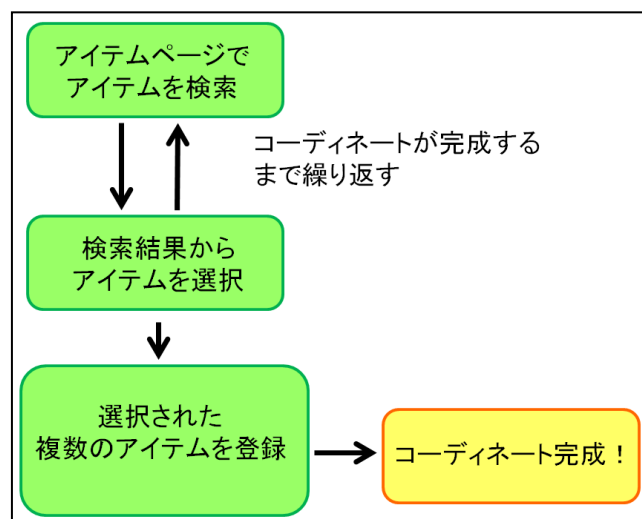 アイテムページで
アイテムを検索
コーディネートが完成する
まで繰り返す
検索結果から
アイテムを選択
選択された
複数のアイテムを登録
コーディネート完成！